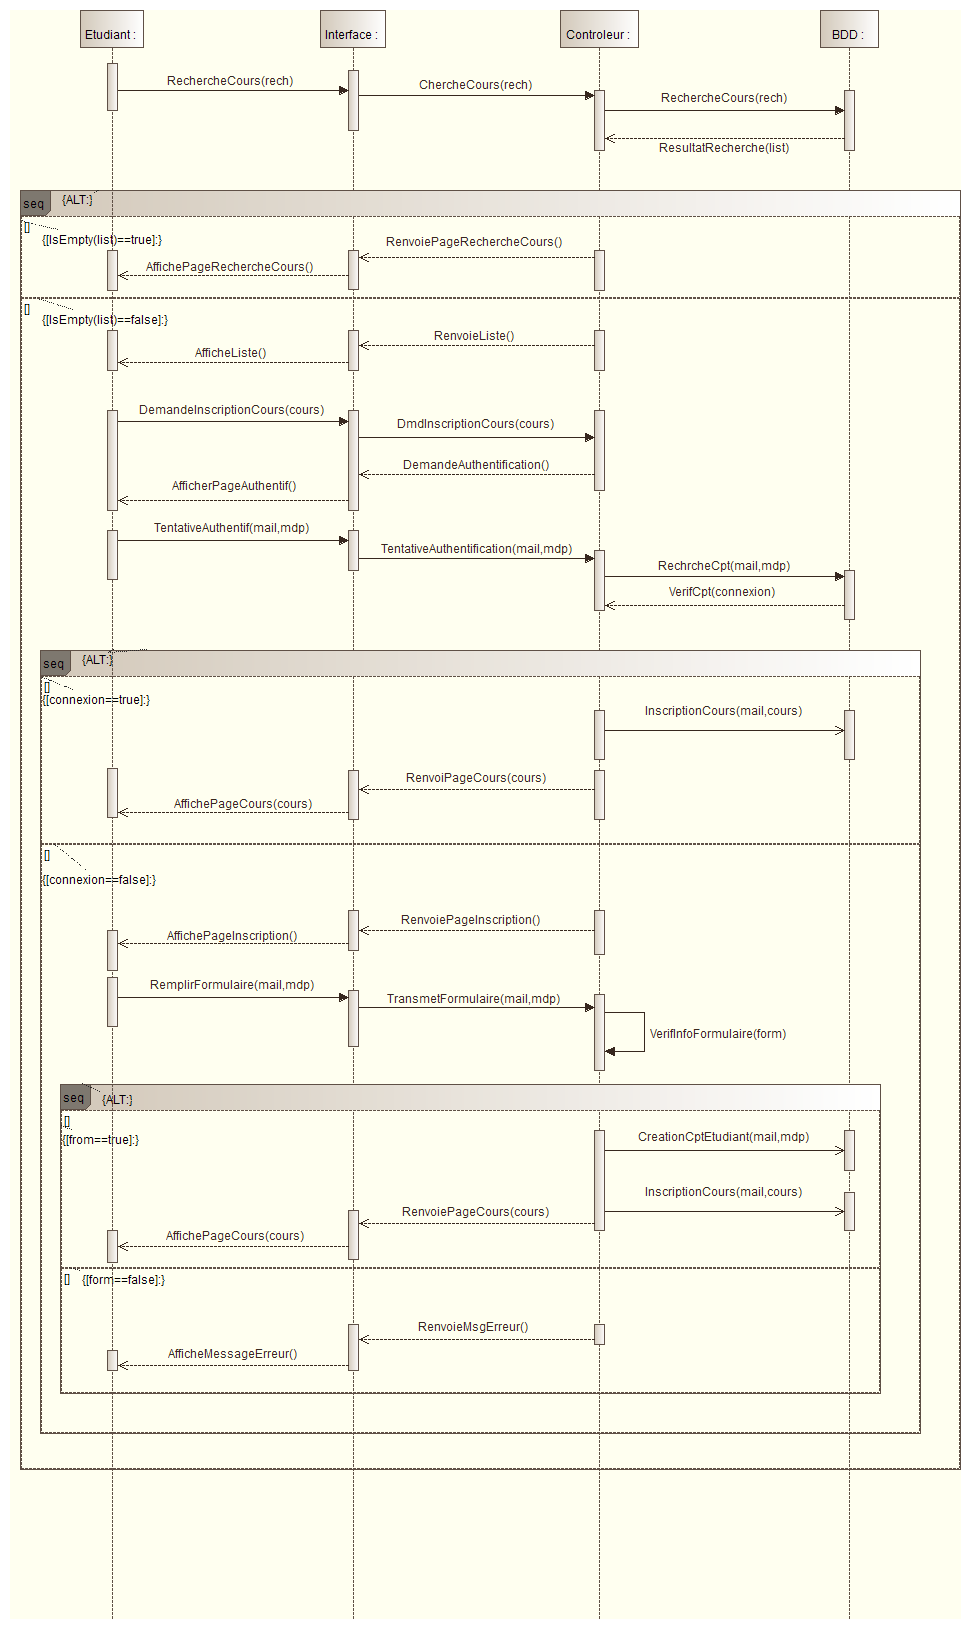 Etudiant :
Interface :
Controleur :
BDD :
RechercheCours(rech)
ChercheCours(rech)
RechercheCours(rech)
ResultatRecherche(list)
seq
{ALT:}
[]
{[IsEmpty(list)==true]:}
RenvoiePageRechercheCours()
AffichePageRechercheCours()
[]
{[IsEmpty(list)==false]:}
RenvoieListe()
AfficheListe()
DemandeInscriptionCours(cours)
DmdInscriptionCours(cours)
DemandeAuthentification()
AfficherPageAuthentif()
TentativeAuthentif(mail,mdp)
TentativeAuthentification(mail,mdp)
RechrcheCpt(mail,mdp)
VerifCpt(connexion)
seq
{ALT:}
[]
{[connexion==true]:}
InscriptionCours(mail,cours)
RenvoiPageCours(cours)
AffichePageCours(cours)
[]
{[connexion==false]:}
RenvoiePageInscription()
AffichePageInscription()
RemplirFormulaire(mail,mdp)
TransmetFormulaire(mail,mdp)
VerifInfoFormulaire(form)
seq
{ALT:}
[]
{[from==true]:}
CreationCptEtudiant(mail,mdp)
InscriptionCours(mail,cours)
RenvoiePageCours(cours)
AffichePageCours(cours)
[]
{[form==false]:}
RenvoieMsgErreur()
AfficheMessageErreur()